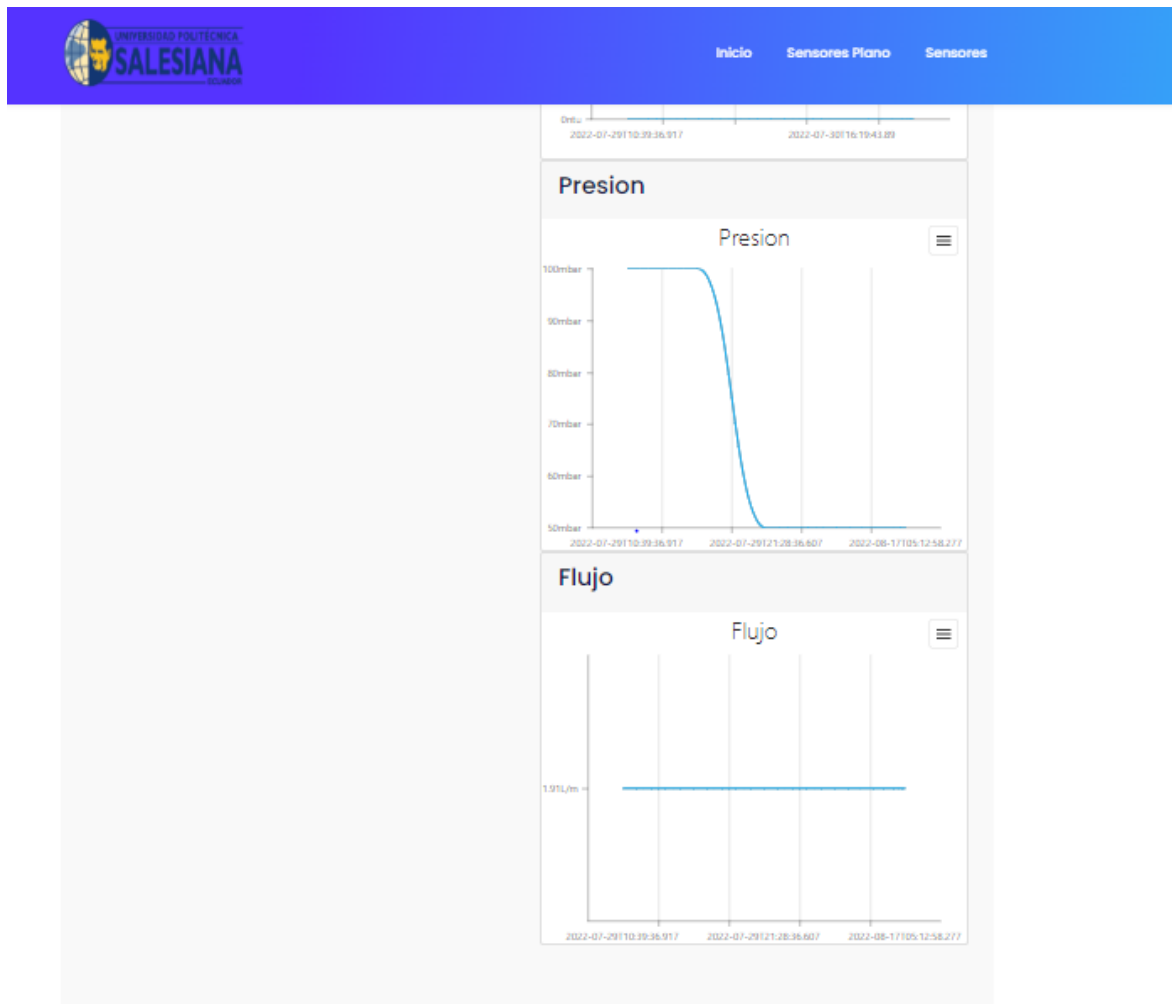 UNIVERSIDAD POLITÉCNICA
SALESIANA
ECUADOR
Inicio Sensores Plano Sensores
0ntu
2022-07-29T10:39:36.917 2022-07-30T16:19:43.89
Presion
Presion
100mbar
90mbar
80mbar
70mbar
60mbar
50mbar
2022-07-29T10:39:36.917 2022-07-29T21:28:36.607 2022-08-17T05:12:58.277
Flujo
Flujo
1.91L/m
2022-07-29T10:39:36.917 2022-07-29T21:28:36.607 2022-08-17T05:12:58.277